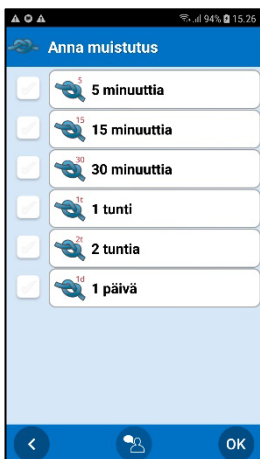 94% 15.26
Anna muistutus
5
5 minuuttia
15
15 minuuttia
30
30 minuuttia
1t
1 tunti
2t
2 tuntia
1d
1 päivä
OK